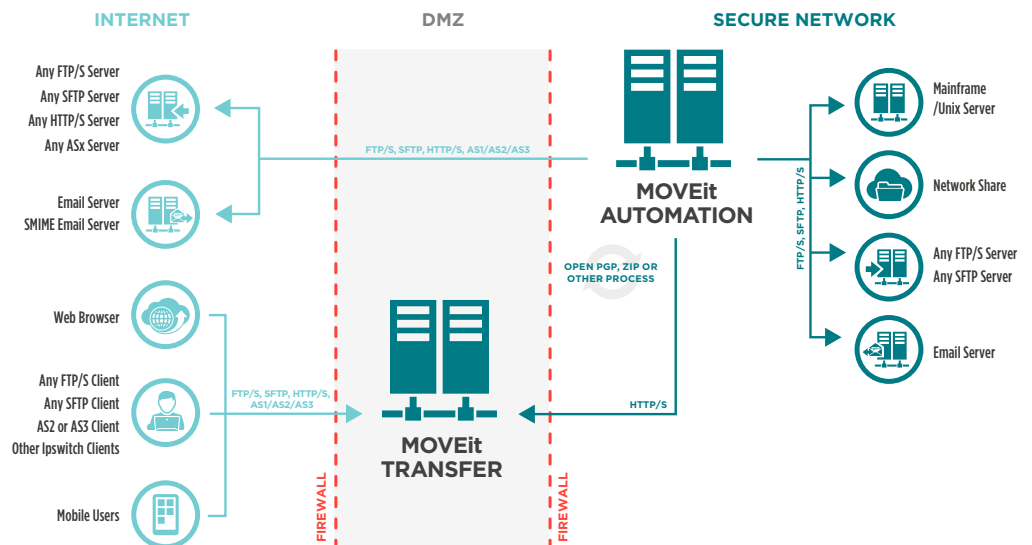 INTERNET
DMZ
SECURE NETWORK
Any FTP/S Server
Any SFTP Server
Any HTTP/S Server
Any ASx Server
Email Server
SMIME Email Server
Web Browser
Any FTP/S Client
Any SFTP Client
AS2 or AS3 Client
Other Ipswitch Clients
Mobile Users
FTP/S, SFTP, HTTP/S, AS1/AS2/AS3
FTP/S, SFTP, HTTP/S,
AS1/AS2/AS3
FIREWALL
MOVEit
TRANSFER
FIREWALL
MOVEit
AUTOMATION
OPEN PGP, ZIP OR
OTHER PROCESS
HTTP/S
FTP/S, SFTP, HTTP/S
Mainframe
/Unix Server
Network Share
Any FTP/S Server
Any SFTP Server
Email Server